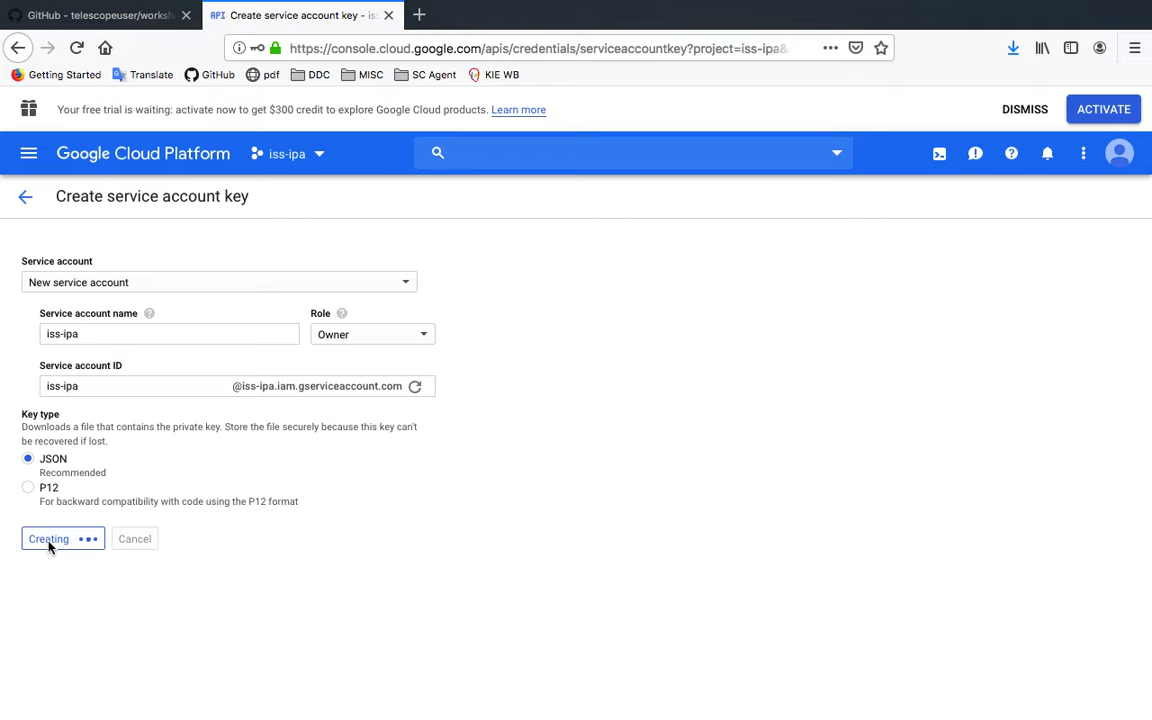 GitHub - telescopeuser/worksh
API Create service account key - iss
https://console.cloud.google.com/apis/credentials/serviceaccountkey?project=iss-ipa&
Getting Started Translate GitHub pdf DDC MISC SC Agent KIE WB
Your free trial is waiting: activate now to get $300 credit to explore Google Cloud products. Learn more
DISMISS ACTIVATE
Google Cloud Platform iss-ipa
Create service account key
Service account
New service account
Service account name Role
iss-ipa Owner
Service account ID
iss-ipa @iss-ipa.iam.gserviceaccount.com
Key type
Downloads a file that contains the private key. Store the file securely because this key can't
be recovered if lost.
JSON
Recommended
P12
For backward compatibility with code using the P12 format
Creating Cancel